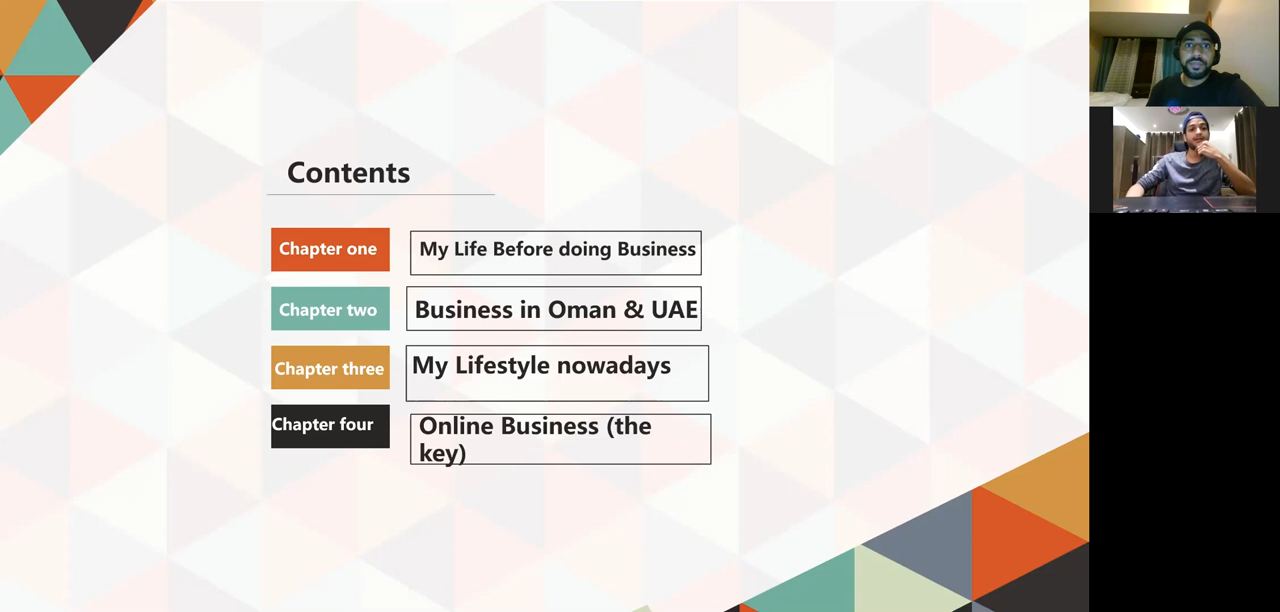 Contents
Chapter one
My Life Before doing Business
Chapter two
Business in Oman & UAE
Chapter three
My Lifestyle nowadays
Chapter four
Online Business (the
key)